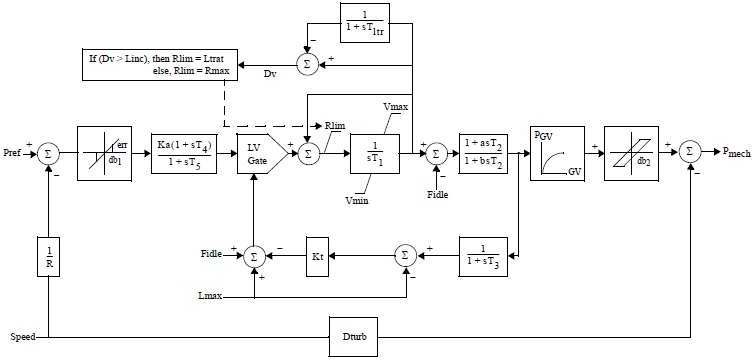 1
1 + sT1tr
−
If (Dv > Linc), then Rlim = Ltrat
else, Rlim = Rmax
Σ
+
Dv
Vmax
Rlim
Pref
+
Σ
−
err
db1
Ka(1 + sT4)
1 + sT5
LV
Gate
+
Σ
−
1
sT1
Vmin
+
Σ
−
Fidle
1 + asT2
1 + bsT2
PGV
GV
+
db2
+
Σ
−
Pmech
1
R
Fidle
+
Σ
−
+
Kt
Σ
+
−
1
1 + sT3
Lmax
Speed
Dturb